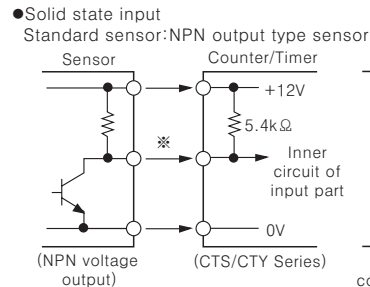 ●Solid state input
Standard sensor:NPN output type sensor
Sensor
Counter/Timer
+12V
5.4kΩ
※
Inner
circuit of
input part
0V
(NPN voltage
output)
(CTS/CTY Series)
co